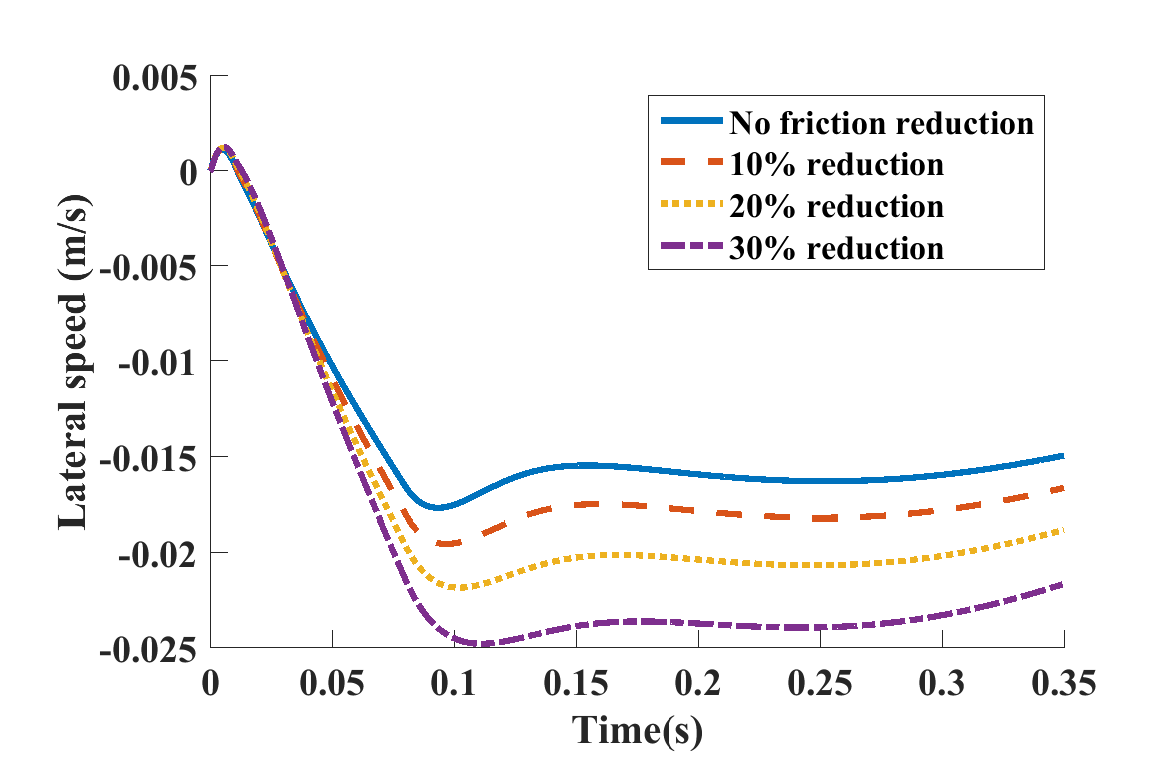 0.005
0
-0.005
-0.01
-0.015
-0.02
-0.025
Lateral speed (m/s)
No friction reduction
10% reduction
20% reduction
30% reduction
0 0.05 0.1 0.15 0.2 0.25 0.3 0.35
Time(s)